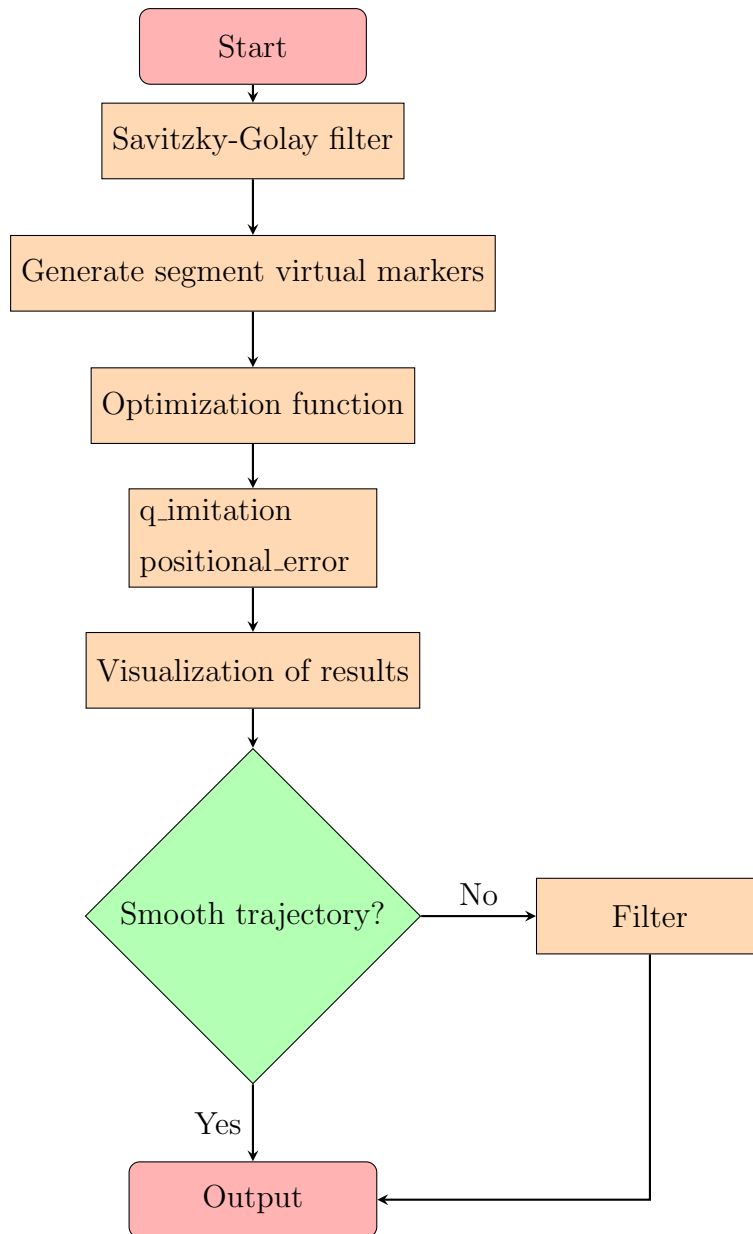 Start
Savitzky-Golay filter
Generate segment virtual markers
Optimization function
q_imitation
positional_error
Visualization of results
Smooth trajectory?
No
Filter
Yes
Output